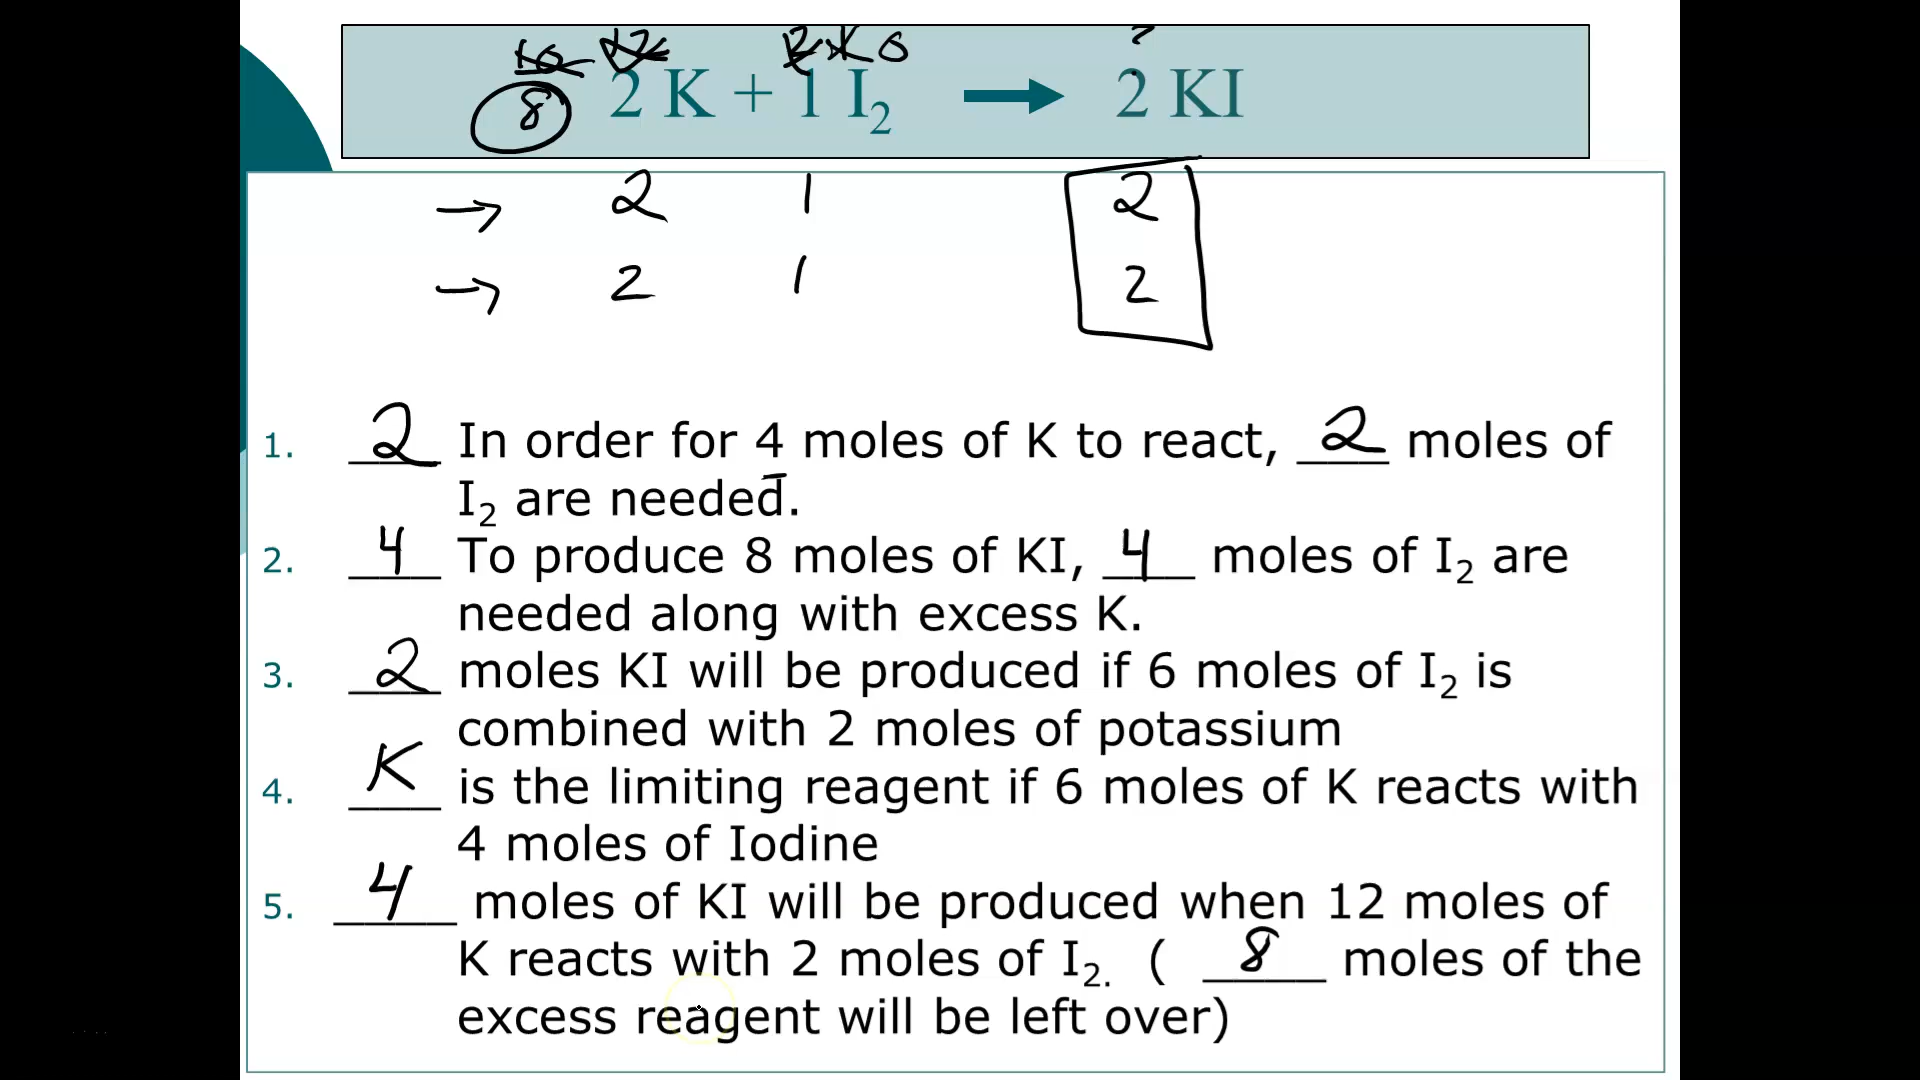 10 12 2 1 0 ?
8 2 K + 1 I₂ → 2 KI
→ 2 1 2
→ 2 1 2
1. 2 In order for 4 moles of K to react, 2 moles of
I₂ are needed.
2. 4 To produce 8 moles of KI, 4 moles of I₂ are
needed along with excess K.
3. 2 moles KI will be produced if 6 moles of I₂ is
combined with 2 moles of potassium
4. K is the limiting reagent if 6 moles of K reacts with
4 moles of Iodine
5. 4 moles of KI will be produced when 12 moles of
K reacts with 2 moles of I₂. ( 8 moles of the
excess reagent will be left over)